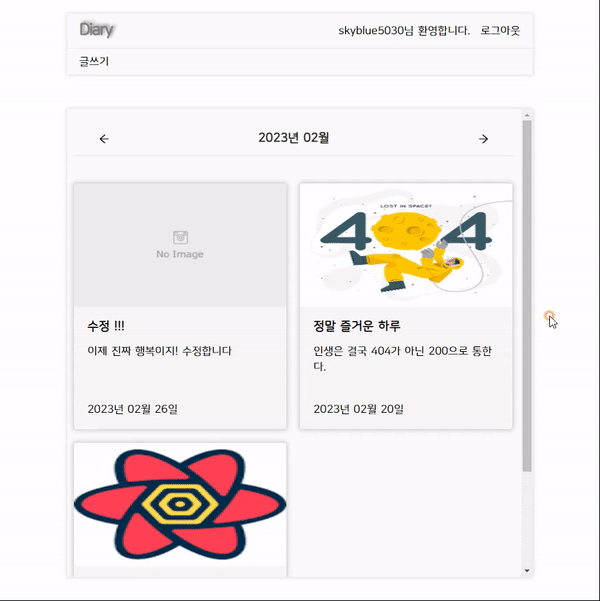 Diary
skyblue5030님 환영합니다. 로그아웃
글쓰기
← 2023년 02월 →
No Image
LOST IN SPACE?
404
수정 !!!
이제 진짜 행복이지! 수정합니다
2023년 02월 26일
정말 즐거운 하루
인생은 결국 404가 아닌 200으로 통한
다.
2023년 02월 20일